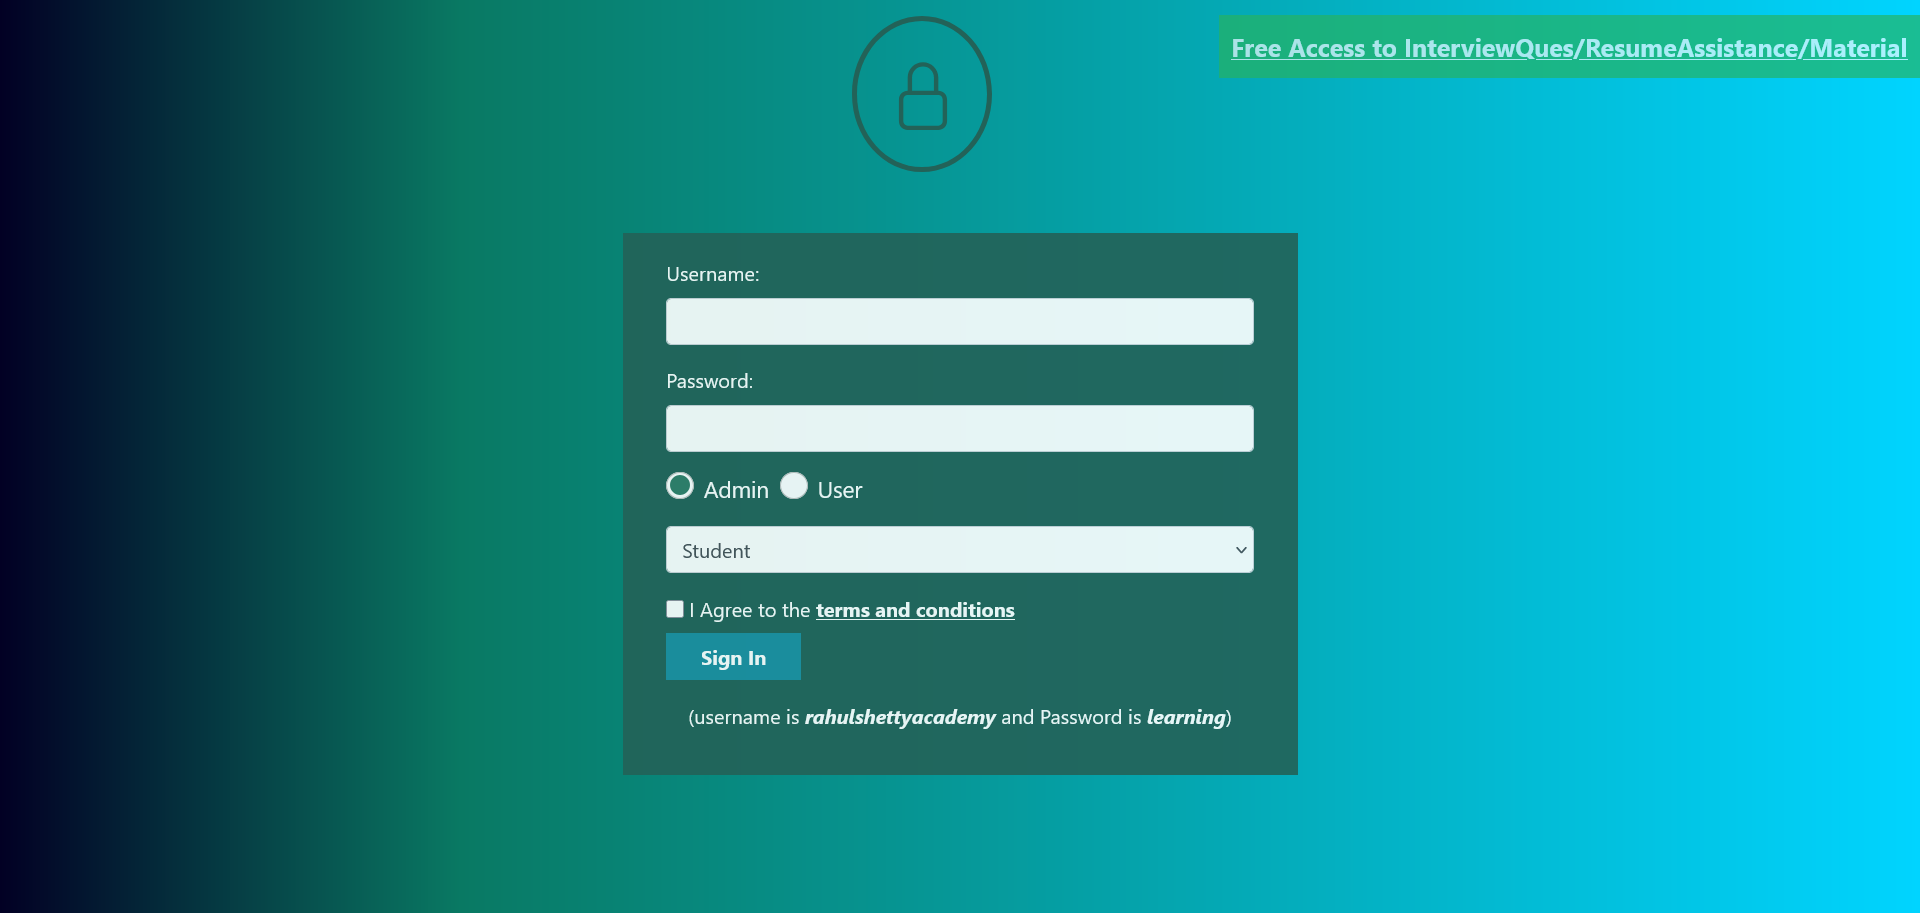 Free Access to InterviewQues/ResumeAssistance/Material
Username:
Password:
Admin User
Student
I Agree to the terms and conditions
Sign In
(username is rahulshettyacademy and Password is learning)